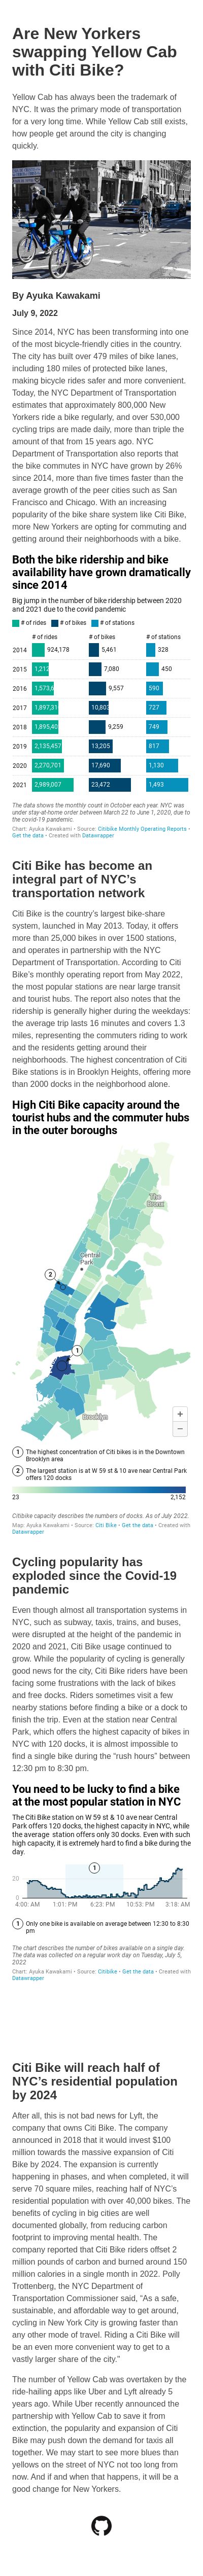 Are New Yorkers
swapping Yellow Cab
with Citi Bike?
Yellow Cab has always been the trademark of
NYC. It was the primary mode of transportation
for a very long time. While Yellow Cab still exists,
how people get around the city is changing
quickly.
By Ayuka Kawakami
July 9, 2022
Since 2014, NYC has been transforming into one
of the most bicycle-friendly cities in the country.
The city has built over 479 miles of bike lanes,
including 180 miles of protected bike lanes,
making bicycle rides safer and more convenient.
Today, the NYC Department of Transportation
estimates that approximately 800,000 New
Yorkers ride a bike regularly, and over 530,000
cycling trips are made daily, more than triple the
amount of that from 15 years ago. NYC
Department of Transportation also reports that
the bike commutes in NYC have grown by 26%
since 2014, more than five times faster than the
average growth of the peer cities such as San
Francisco and Chicago. With an increasing
popularity of the bike share system like Citi Bike,
more New Yorkers are opting for commuting and
getting around their neighborhoods with a bike.
Both the bike ridership and bike
availability have grown dramatically
since 2014
Big jump in the number of bike ridership between 2020
and 2021 due to the covid pandemic
# of rides # of bikes # of stations
# of rides # of bikes # of stations
2014 924,178 5,461 328
2015 1,212 7,080 450
2016 1,573,6 9,557 590
2017 1,897,31 10,803 727
2018 1,895,40 9,259 749
2019 2,135,457 13,205 817
2020 2,270,701 17,690 1,130
2021 2,989,007 23,472 1,493
The data shows the monthly amount in October each year. NYC was
under stay-at-home order between March 22 to June 1, 2020, due to
the covid-19 pandemic.
Chart: Ayuka Kawakami • Source: Citibike Monthly Operating Reports •
Get the data • Created with Datawrapper
Citi Bike has become an
integral part of NYC's
transportation network
Citi Bike is the country's largest bike-share
system, launched in May 2013. Today, it offers
more than 25,000 bikes in over 1500 stations,
and operates in partnership with the NYC
Department of Transportation. According to Citi
Bike's monthly operating report from May 2022,
the most popular stations are near large transit
and tourist hubs. The report also notes that the
ridership is generally higher during the weekdays:
the average trip lasts 16 minutes and covers 1.3
miles, representing the commuters riding to work
and the residents getting around their
neighborhoods. The highest concentration of Citi
Bike stations is in Brooklyn Heights, offering more
than 2000 docks in the neighborhood alone.
High Citi Bike capacity around the
tourist hubs and the commuter hubs
in the outer boroughs
The
Bronx
Central
Park
2
1
Brooklyn
+
−
1 The highest concentration of Citi bikes is in the Downtown
Brooklyn area
2 The largest station is at W 59 st & 10 ave near Central Park
offers 120 docks
23 2,152
Citibike capacity describes the numbers of docks. As of July 2022.
Map: Ayuka Kawakami • Source: Citi Bike • Get the data • Created with
Datawrapper
Cycling popularity has
exploded since the Covid-19
pandemic
Even though almost all transportation systems in
NYC, such as subway, taxis, trains, and buses,
were disrupted at the height of the pandemic in
2020 and 2021, Citi Bike usage continued to
grow. While the popularity of cycling is generally
good news for the city, Citi Bike riders have been
facing some frustrations with the lack of bikes
and free docks. Riders sometimes visit a few
nearby stations before finding a bike or a dock to
finish the trip. Even at the station near Central
Park, which offers the highest capacity of bikes in
NYC with 120 docks, it is almost impossible to
find a single bike during the “rush hours” between
12:30 pm to 8:30 pm.
You need to be lucky to find a bike
at the most popular station in NYC
The Citi Bike station on W 59 st & 10 ave near Central
Park offers 120 docks, the highest capacity in NYC, while
the average station offers only 30 docks. Even with such
high capacity, it is extremely hard to find a bike during the
day.
1
20
0
4:00: AM 1:01: PM 6:23: PM 10:53: PM 3:18: AM
1 Only one bike is available on average between 12:30 to 8:30
pm
The chart describes the number of bikes available on a single day.
The data was collected on a regular work day on Tuesday, July 5,
2022
Chart: Ayuka Kawakami • Source: Citibike • Get the data • Created with
Datawrapper
Citi Bike will reach half of
NYC's residential population
by 2024
After all, this is not bad news for Lyft, the
company that owns Citi Bike. The company
announced in 2018 that it would invest $100
million towards the massive expansion of Citi
Bike by 2024. The expansion is currently
happening in phases, and when completed, it will
serve 70 square miles, reaching half of NYC's
residential population with over 40,000 bikes. The
benefits of cycling in big cities are well
documented globally, from reducing carbon
footprint to improving mental health. The
company reported that Citi Bike riders offset 2
million pounds of carbon and burned around 150
million calories in a single month in 2022. Polly
Trottenberg, the NYC Department of
Transportation Commissioner said, “As a safe,
sustainable, and affordable way to get around,
cycling in New York City is growing faster than
any other mode of travel. Riding a Citi Bike will
be an even more convenient way to get to a
vastly larger share of the city.”
The number of Yellow Cab was overtaken by the
ride-hailing apps like Uber and Lyft already 5
years ago. While Uber recently announced the
partnership with Yellow Cab to save it from
extinction, the popularity and expansion of Citi
Bike may push down the demand for taxis all
together. We may start to see more blues than
yellows on the street of NYC not too long from
now. And if and when that happens, it will be a
good change for New Yorkers.